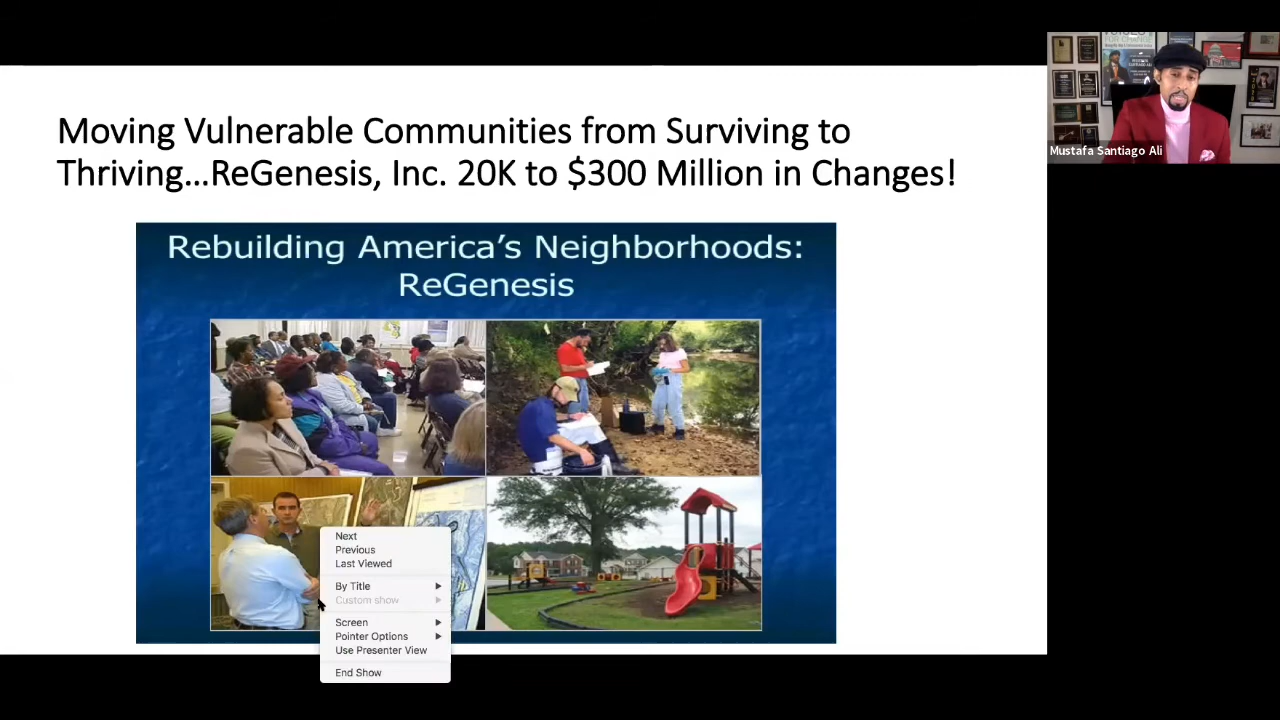 Moving Vulnerable Communities from Surviving to
Thriving...ReGenesis, Inc. 20K to $300 Million in Changes!
Rebuilding America's Neighborhoods:
ReGenesis
Next
Previous
Last Viewed
By Title
Custom show
Screen
Pointer Options
Use Presenter View
End Show
FOR CHANGE
Mustafa Santiago Ali